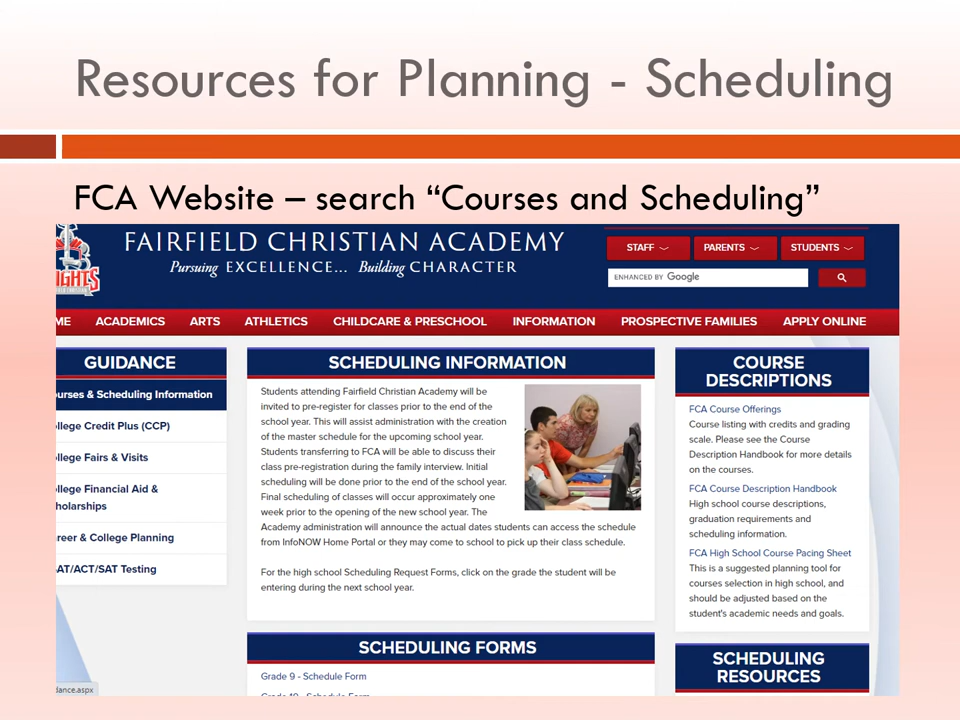 Resources for Planning - Scheduling
FCA Website – search “Courses and Scheduling”
FAIRFIELD CHRISTIAN ACADEMY
Pursuing EXCELLENCE... Building CHARACTER
STAFF
PARENTS
STUDENTS
ENHANCED BY Google
ME
ACADEMICS
ARTS
ATHLETICS
CHILDCARE & PRESCHOOL
INFORMATION
PROSPECTIVE FAMILIES
APPLY ONLINE
GUIDANCE
urses & Scheduling Information
llege Credit Plus (CCP)
llege Fairs & Visits
llege Financial Aid &
holarships
reer & College Planning
SAT/ACT/SAT Testing
SCHEDULING INFORMATION
Students attending Fairfield Christian Academy will be
invited to pre-register for classes prior to the end of the
school year. This will assist administration with the creation
of the master schedule for the upcoming school year.
Students transferring to FCA will be able to discuss their
class pre-registration during the family interview. Initial
scheduling will be done prior to the end of the school year.
Final scheduling of classes will occur approximately one
week prior to the opening of the new school year. The
Academy administration will announce the actual dates students can access the schedule
from InfoNOW Home Portal or they may come to school to pick up their class schedule.
For the high school Scheduling Request Forms, click on the grade the student will be
entering during the next school year.
SCHEDULING FORMS
Grade 9 - Schedule Form
Grade 10 - Schedule Form
COURSE
DESCRIPTIONS
FCA Course Offerings
Course listing with credits and grading
scale. Please see the Course
Description Handbook for more details
on the courses.
FCA Course Description Handbook
High school course descriptions,
graduation requirements and
scheduling information.
FCA High School Course Pacing Sheet
This is a suggested planning tool for
courses selection in high school, and
should be adjusted based on the
student's academic needs and goals.
SCHEDULING
RESOURCES
dance.aspx